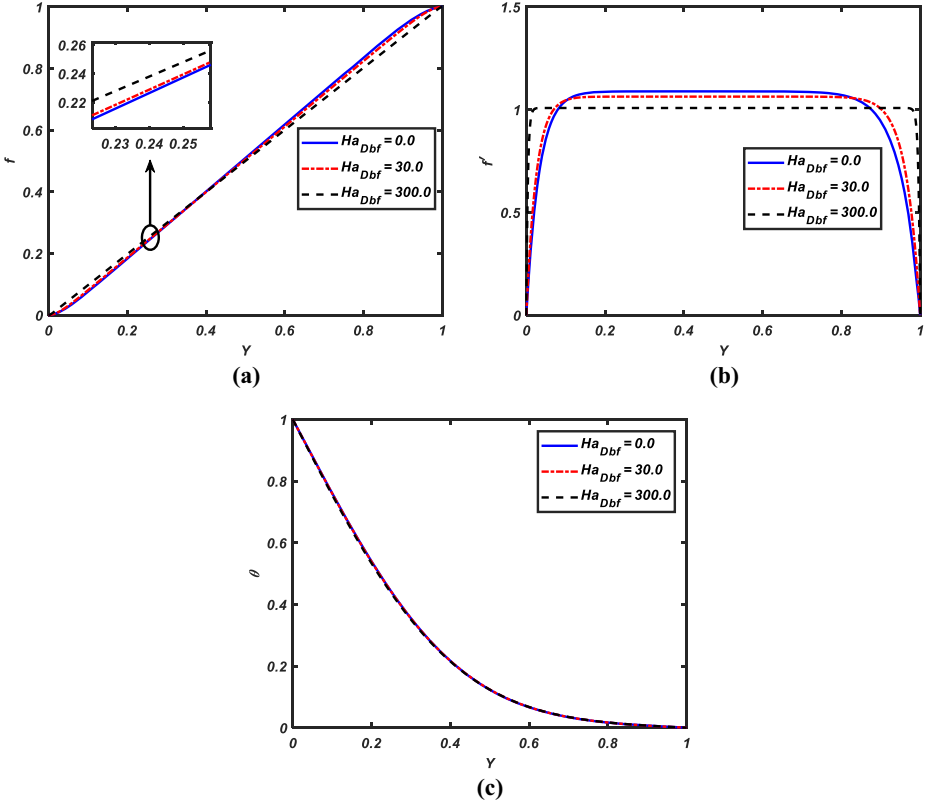 1
0.8
0.6
0.4
0.2
0
f
0.26
0.24
0.22
0.23 0.24 0.25
Ha_Dbf = 0.0
Ha_Dbf = 30.0
Ha_Dbf = 300.0
0 0.2 0.4 0.6 0.8 1
Y
(a)
1.5
1
0.5
0
f'
Ha_Dbf = 0.0
Ha_Dbf = 30.0
Ha_Dbf = 300.0
0 0.2 0.4 0.6 0.8 1
Y
(b)
1
0.8
0.6
0.4
0.2
0
θ
Ha_Dbf = 0.0
Ha_Dbf = 30.0
Ha_Dbf = 300.0
0 0.2 0.4 0.6 0.8 1
Y
(c)